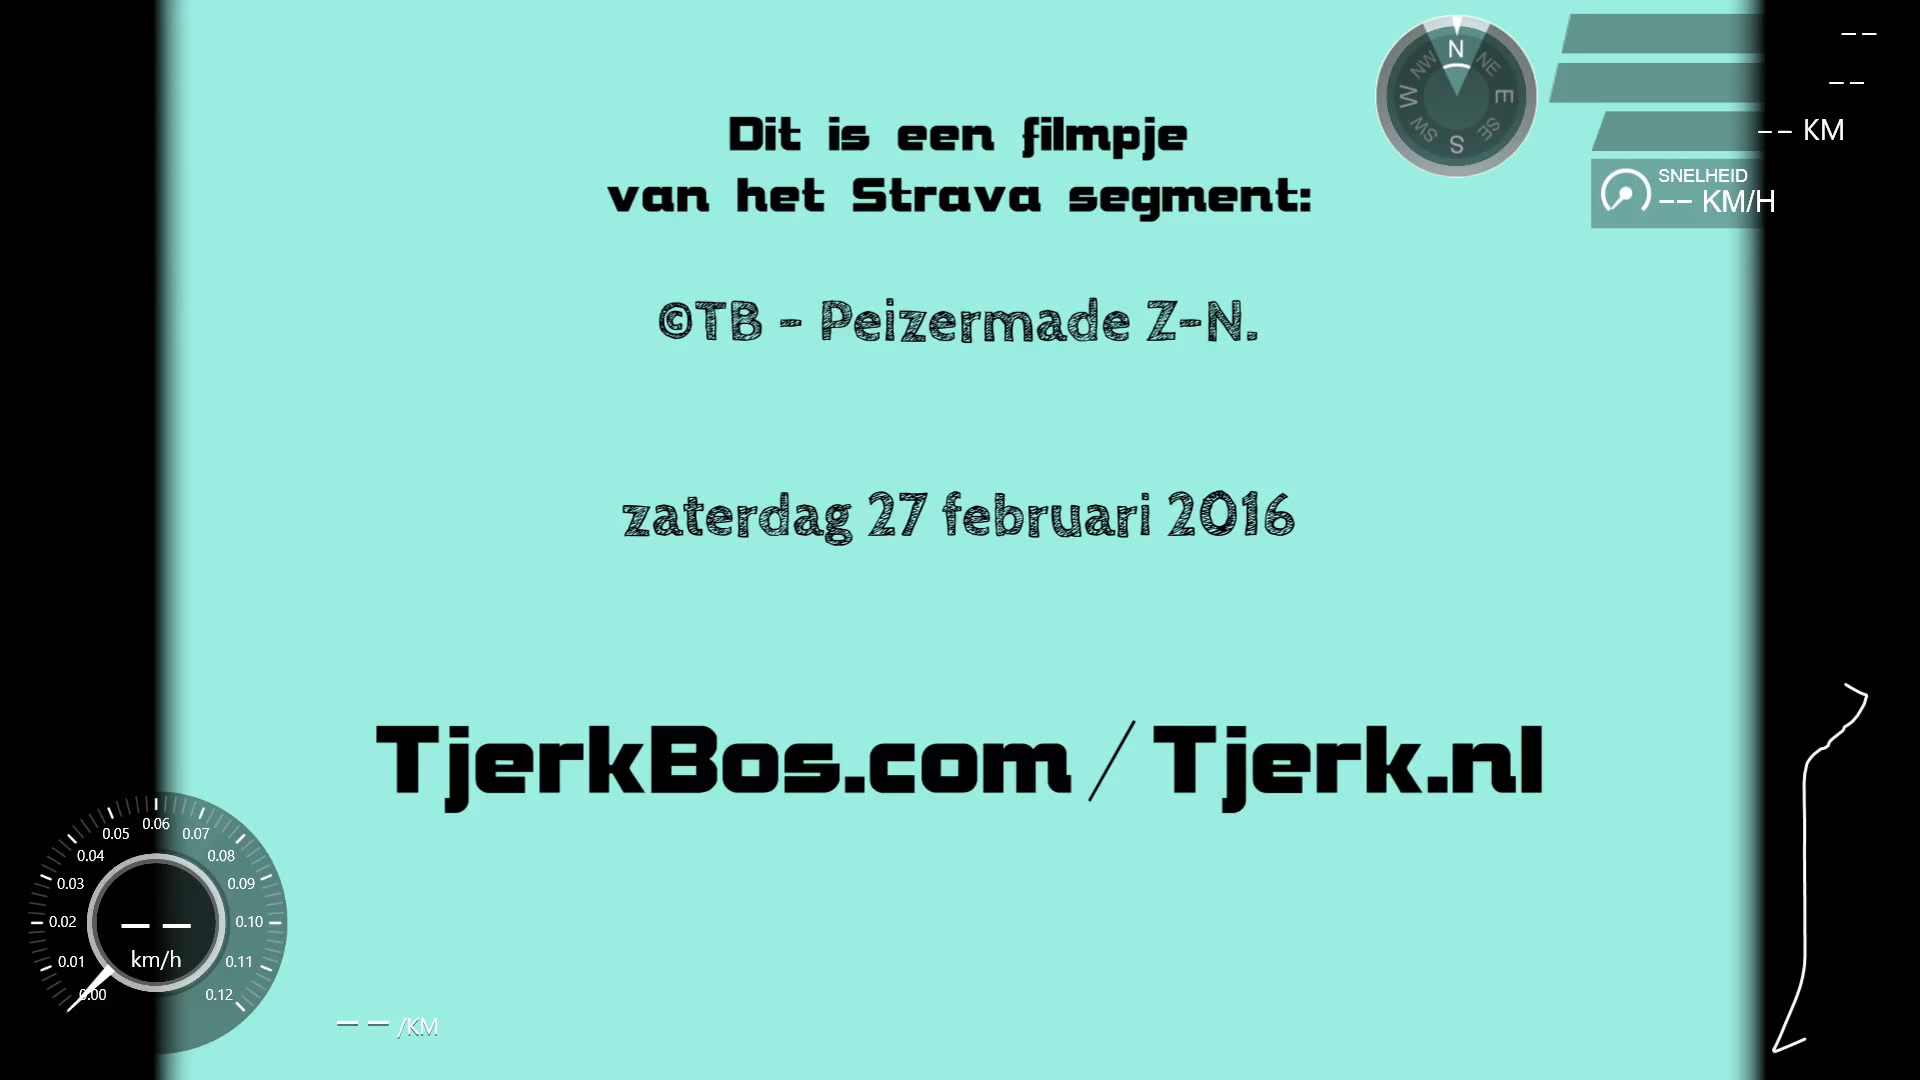 Dit is een filmpje
van het Strava segment:
©TB - Peizermade Z-N.
zaterdag 27 februari 2016
TjerkBos.com / Tjerk.nl
N
NE
E
SE
S
SW
W
NW
--
--
-- KM
SNELHEID
-- KM/H
0.00
0.01
0.02
0.03
0.04
0.05
0.06
0.07
0.08
0.09
0.10
0.11
0.12
--
km/h
-- /KM